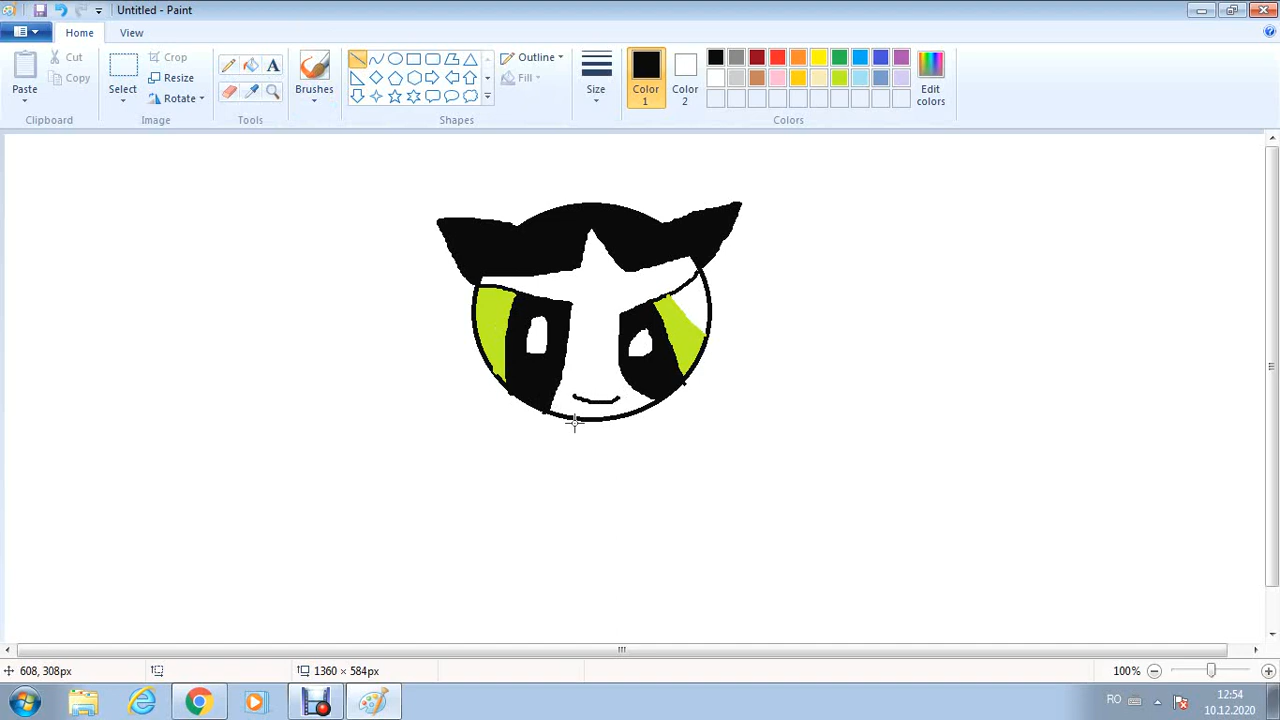 Untitled - Paint
Home
View
Paste
Cut
Copy
Clipboard
Select
Crop
Resize
Rotate
Image
A
Tools
Brushes
Outline
Fill
Shapes
Size
Color
1
Color
2
Edit
colors
Colors
608, 308px
1360 × 584px
100%
RO
12:54
10.12.2020